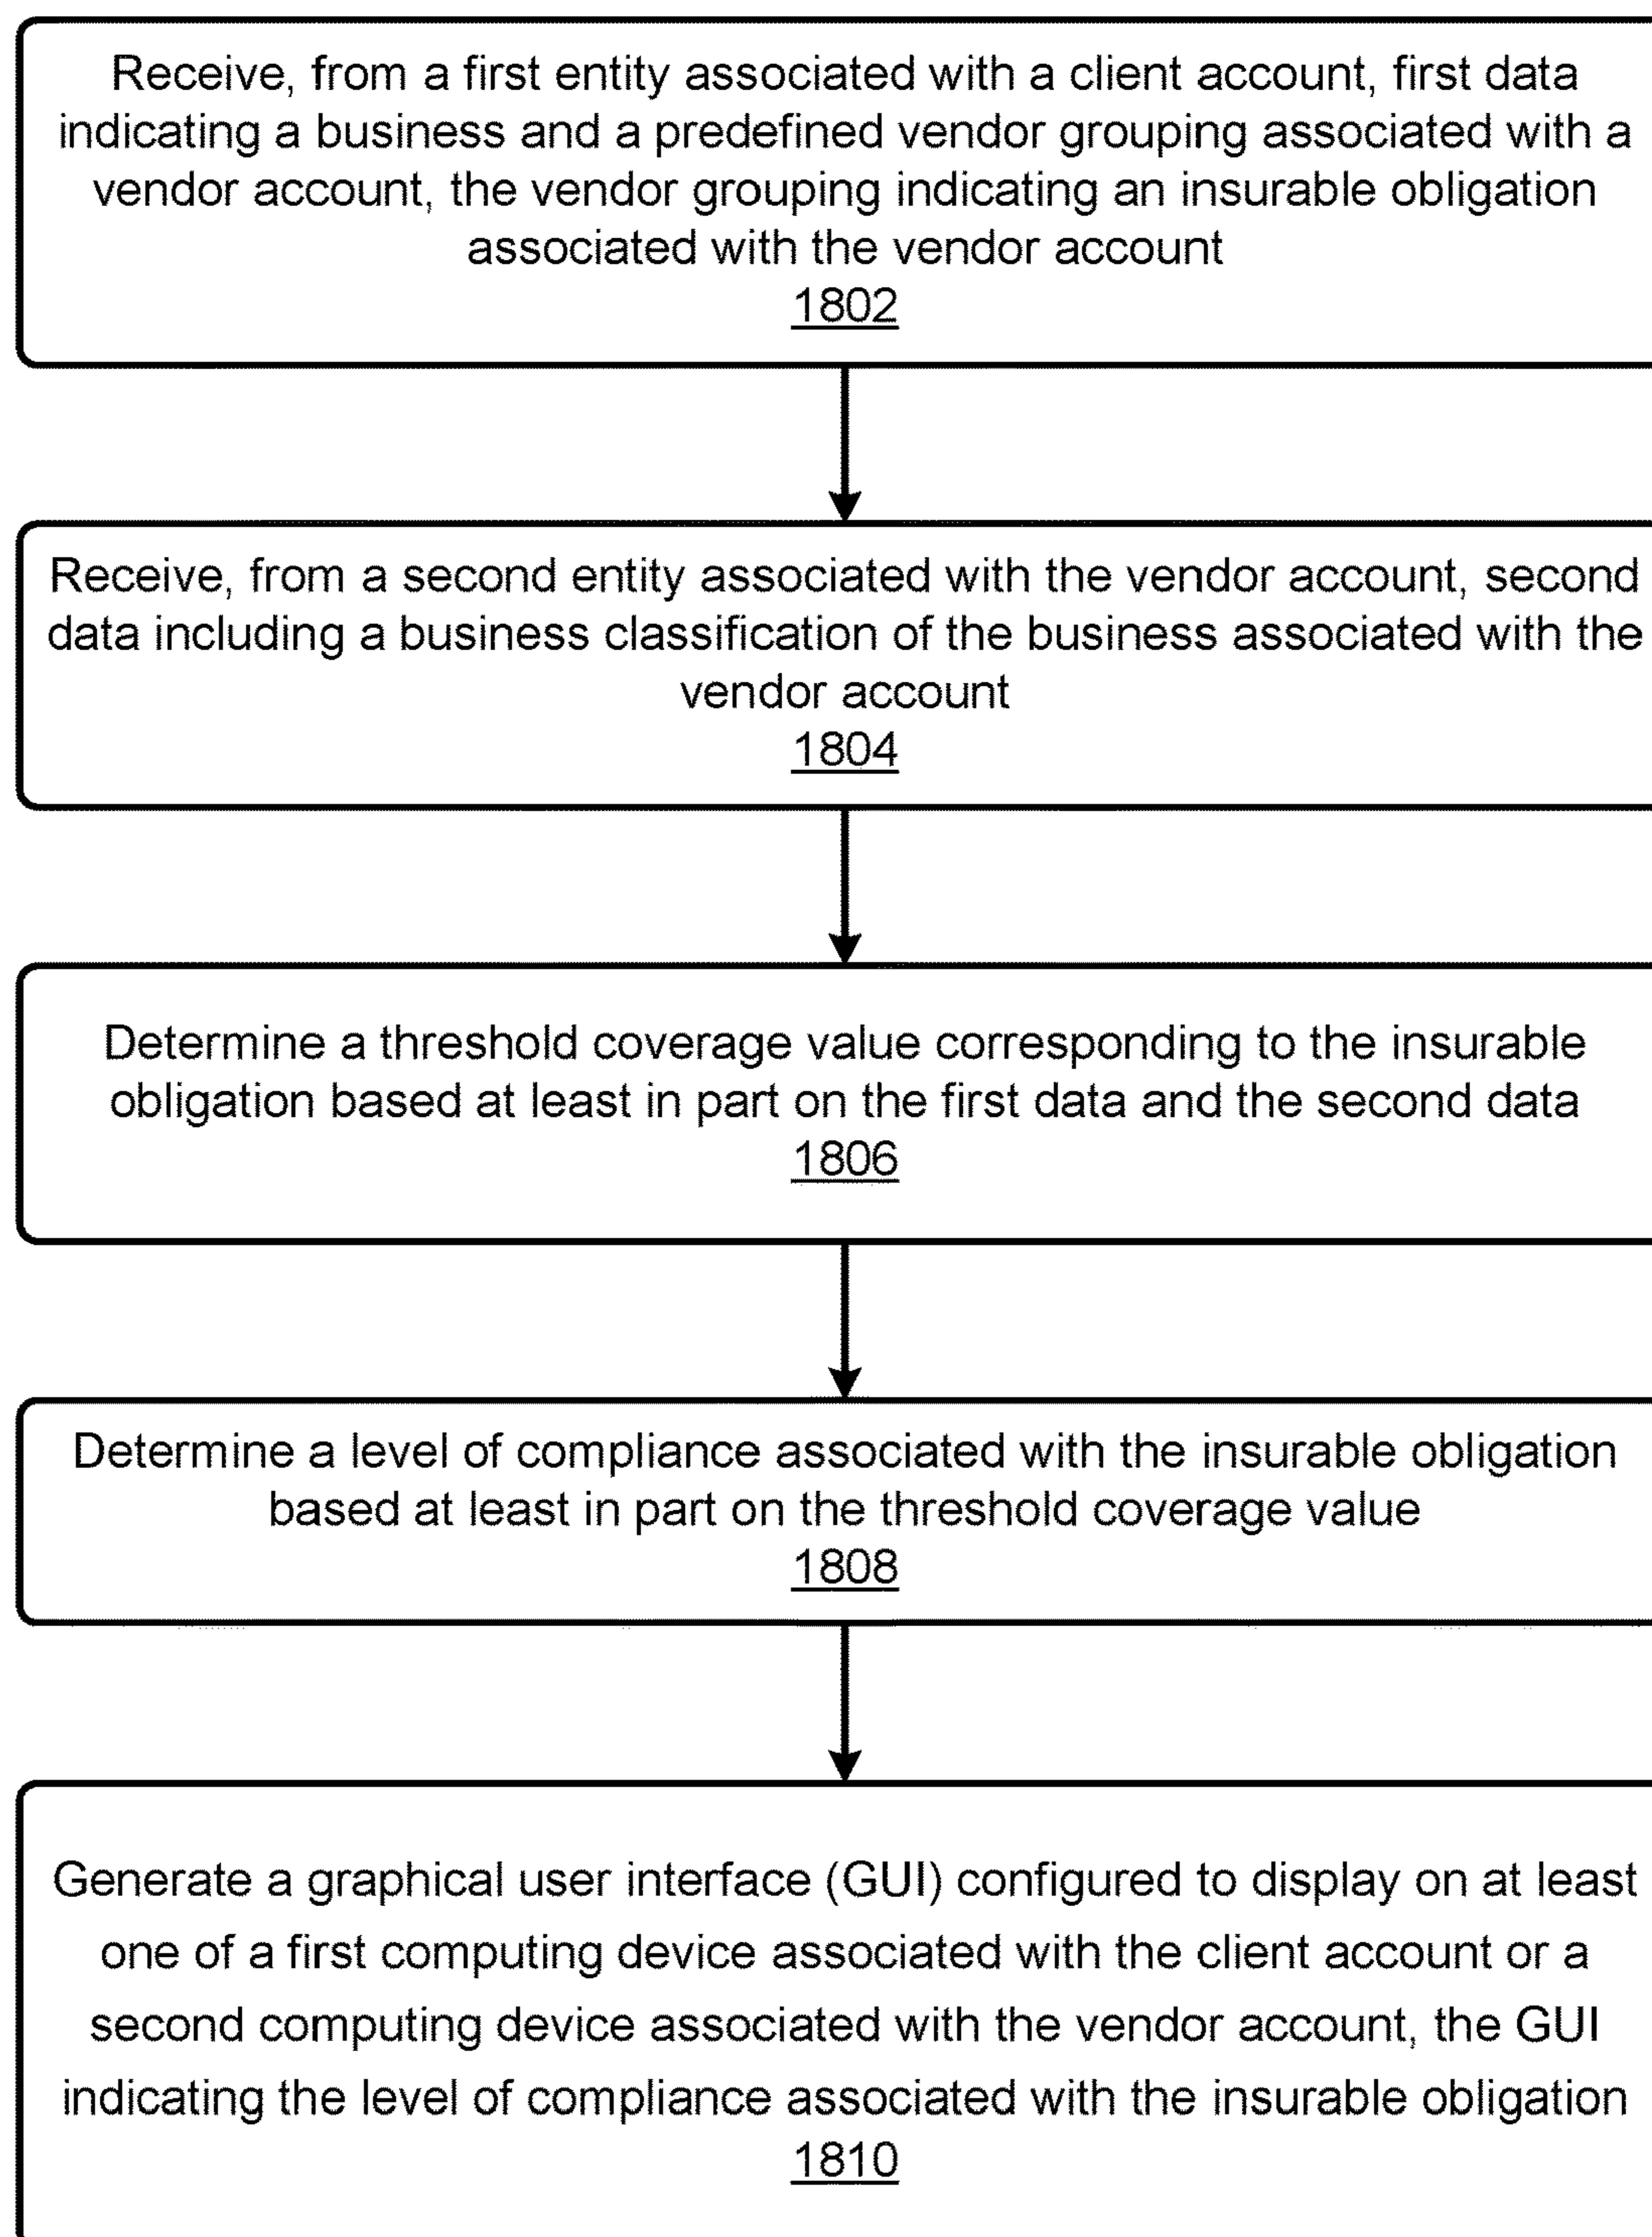 Receive, from a first entity associated with a client account, first data
indicating a business and a predefined vendor grouping associated with a
vendor account, the vendor grouping indicating an insurable obligation
associated with the vendor account
1802
Receive, from a second entity associated with the vendor account, second
data including a business classification of the business associated with the
vendor account
1804
Determine a threshold coverage value corresponding to the insurable
obligation based at least in part on the first data and the second data
1806
Determine a level of compliance associated with the insurable obligation
based at least in part on the threshold coverage value
1808
Generate a graphical user interface (GUI) configured to display on at least
one of a first computing device associated with the client account or a
second computing device associated with the vendor account, the GUI
indicating the level of compliance associated with the insurable obligation
1810